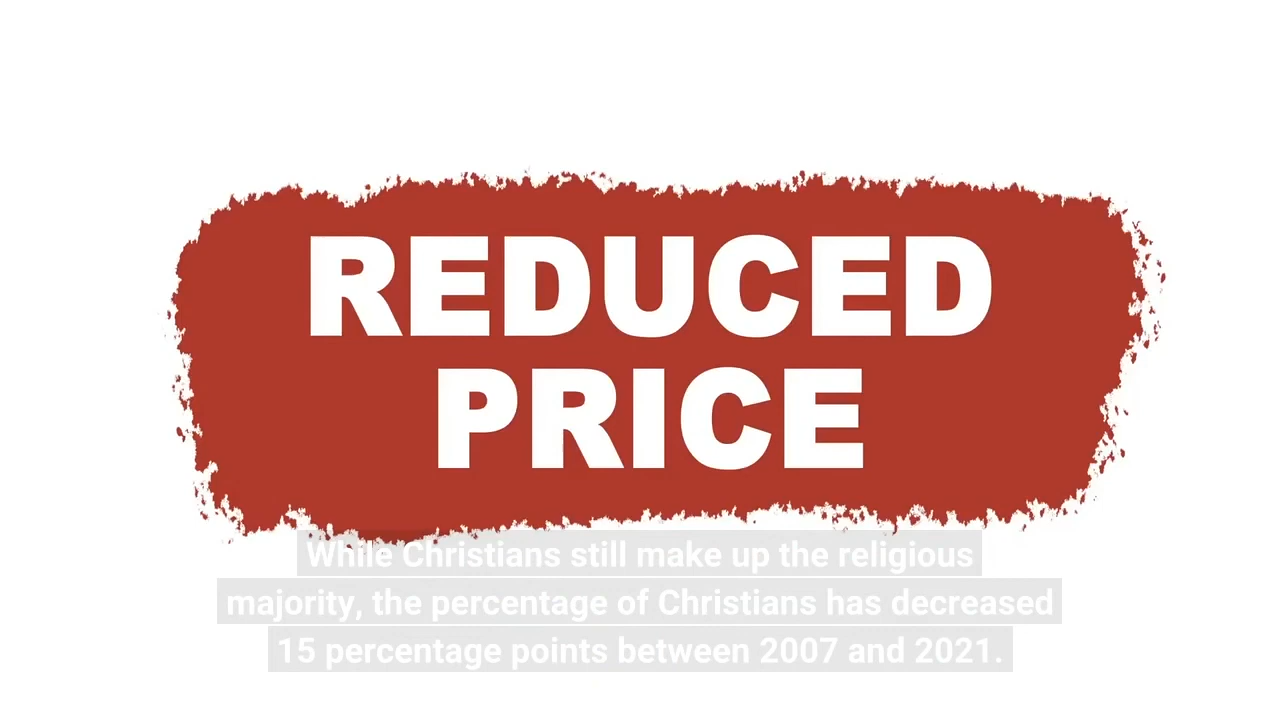 REDUCED
PRICE
While Christians still make up the religious
majority, the percentage of Christians has decreased
15 percentage points between 2007 and 2021.